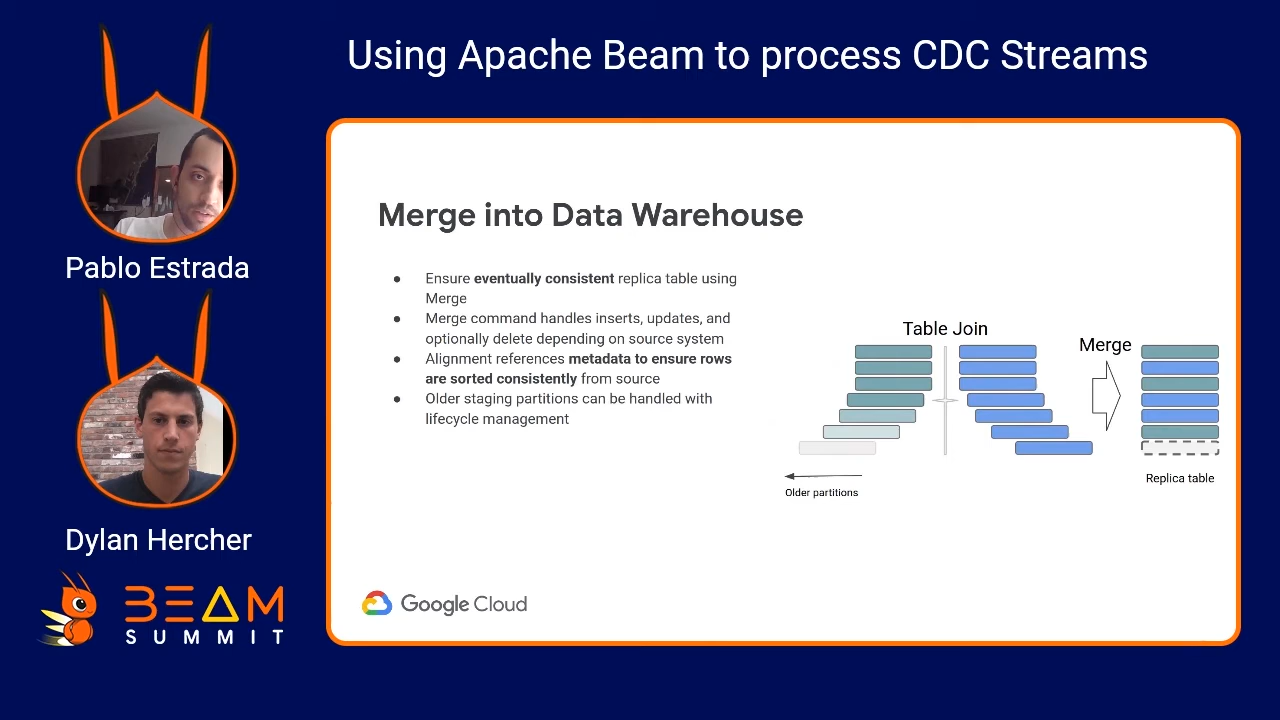 Using Apache Beam to process CDC Streams
Pablo Estrada
Dylan Hercher
BEAM
SUMMIT
Merge into Data Warehouse
● Ensure eventually consistent replica table using
Merge
● Merge command handles inserts, updates, and
optionally delete depending on source system
● Alignment references metadata to ensure rows
are sorted consistently from source
● Older staging partitions can be handled with
lifecycle management
Table Join
Merge
Older partitions
Replica table
Google Cloud